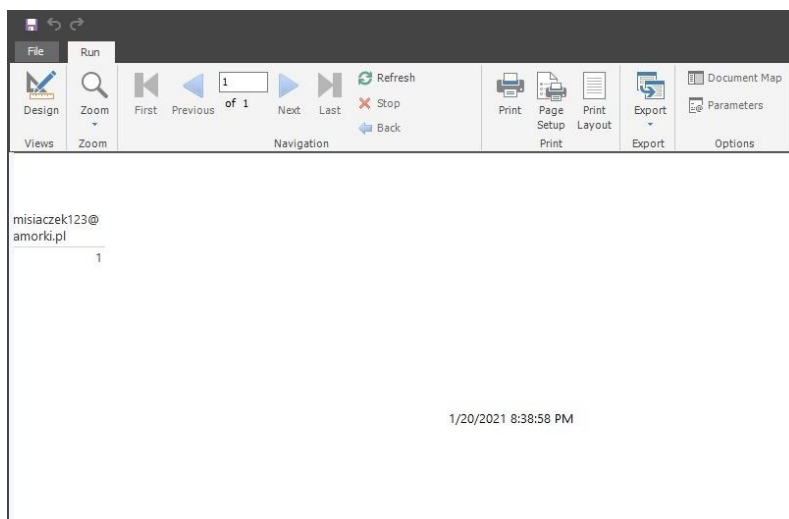 File Run
Design
Zoom
First
Previous
1
of 1
Next
Last
Refresh
Stop
Back
Print
Page
Setup
Print
Layout
Export
Document Map
Parameters
Views
Zoom
Navigation
Print
Export
Options
misiaczek123@
amorki.pl
1
1/20/2021 8:38:58 PM